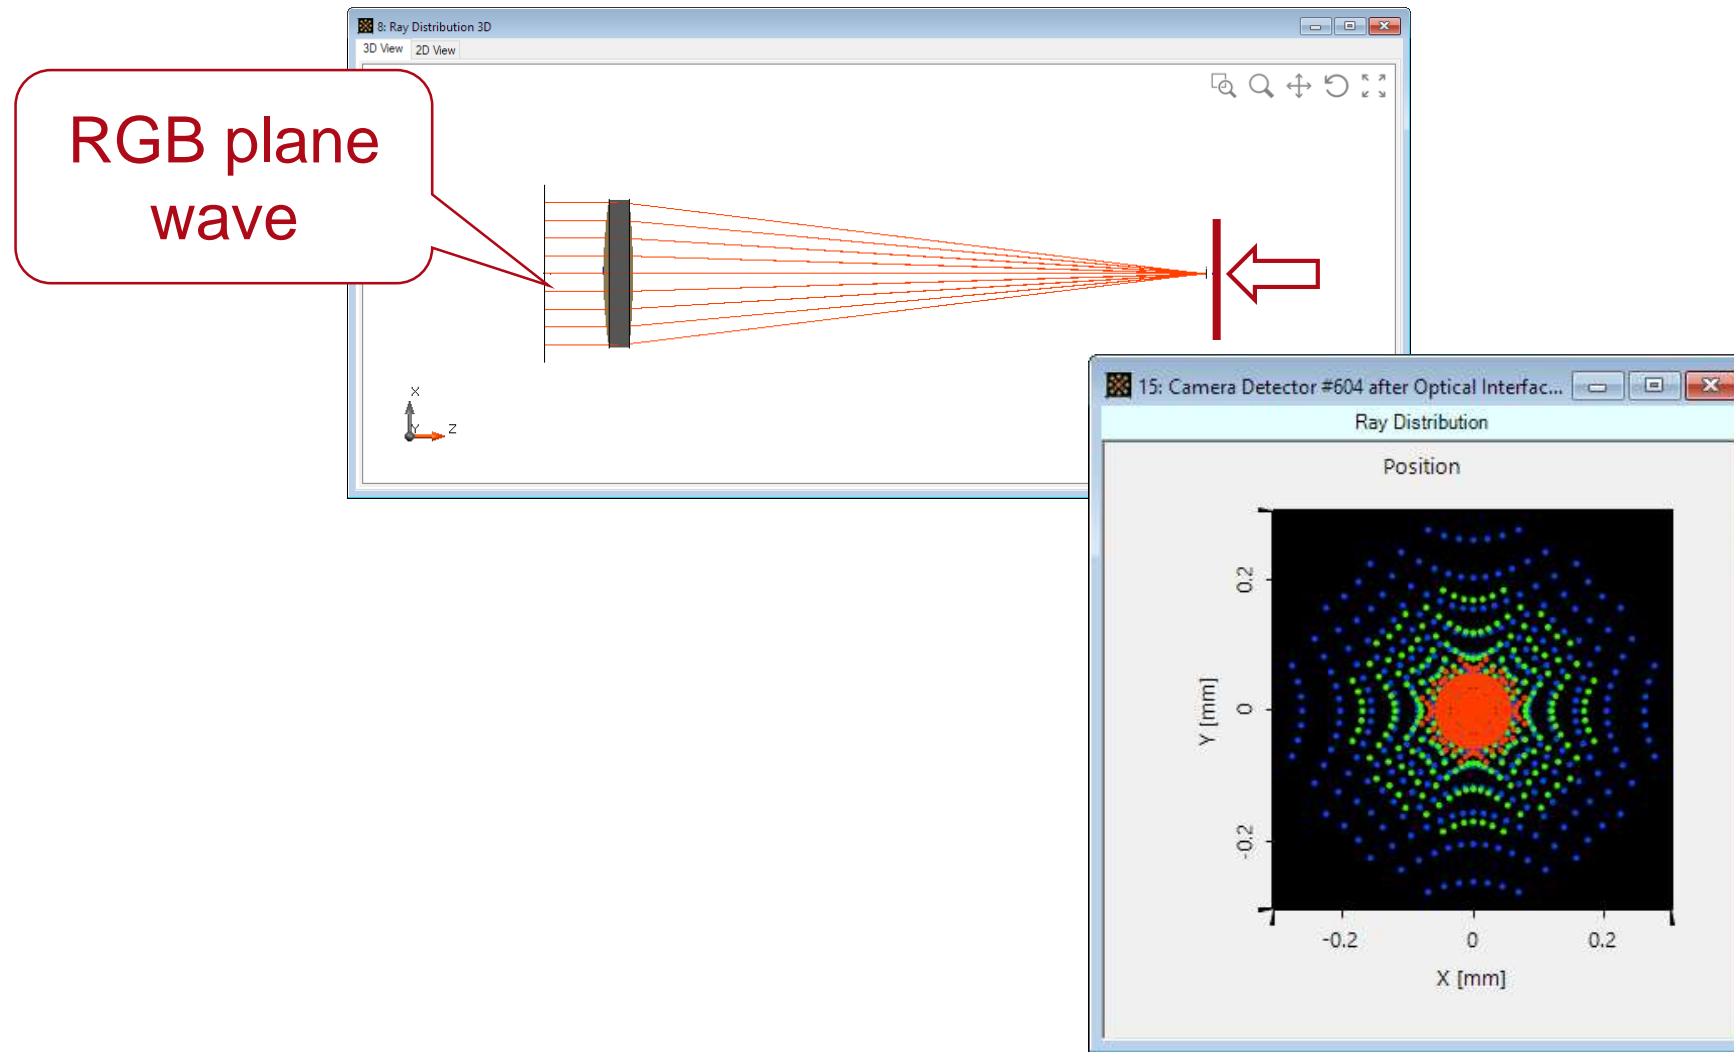 8: Ray Distribution 3D
3D View 2D View
RGB plane
wave
X
Y
Z
15: Camera Detector #604 after Optical Interfac...
Ray Distribution
Position
0.2
0
-0.2
Y [mm]
-0.2 0 0.2
X [mm]